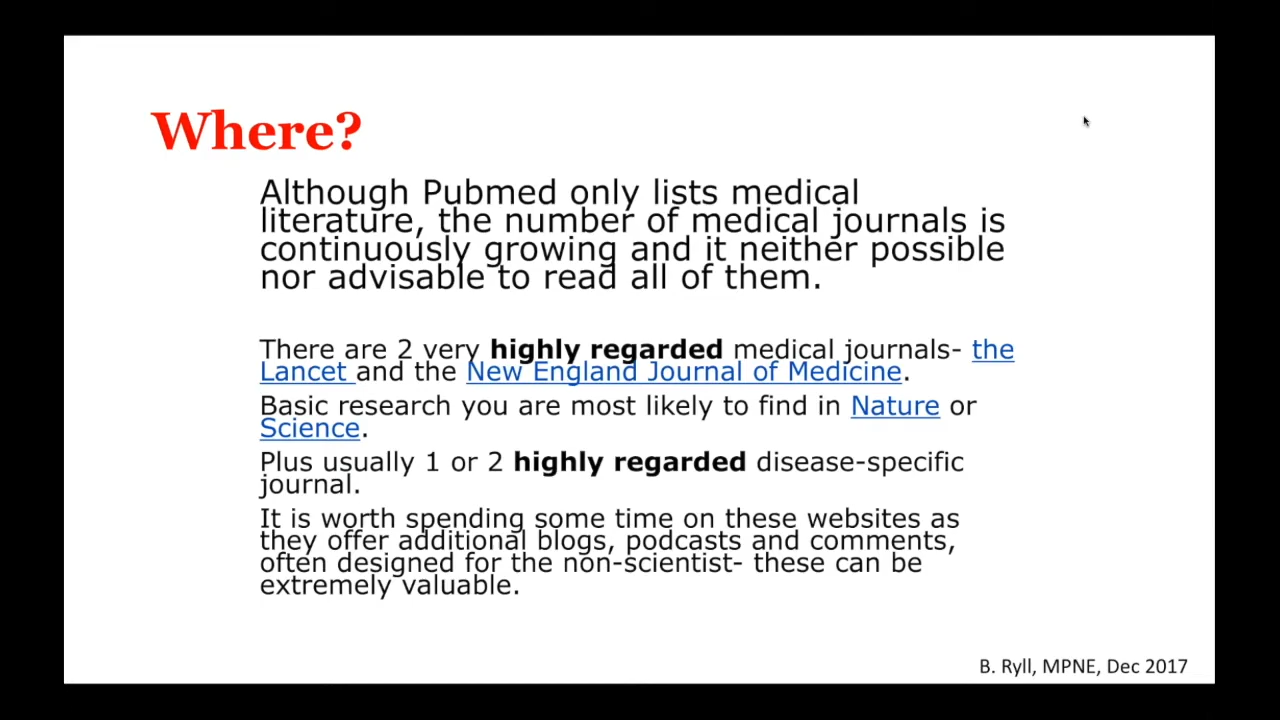 Where?
Although Pubmed only lists medical
literature, the number of medical journals is
continuously growing and it neither possible
nor advisable to read all of them.
There are 2 very highly regarded medical journals- the
Lancet and the New England Journal of Medicine.
Basic research you are most likely to find in Nature or
Science.
Plus usually 1 or 2 highly regarded disease-specific
journal.
It is worth spending some time on these websites as
they offer additional blogs, podcasts and comments,
often designed for the non-scientist- these can be
extremely valuable.
B. Ryll, MPNE, Dec 2017